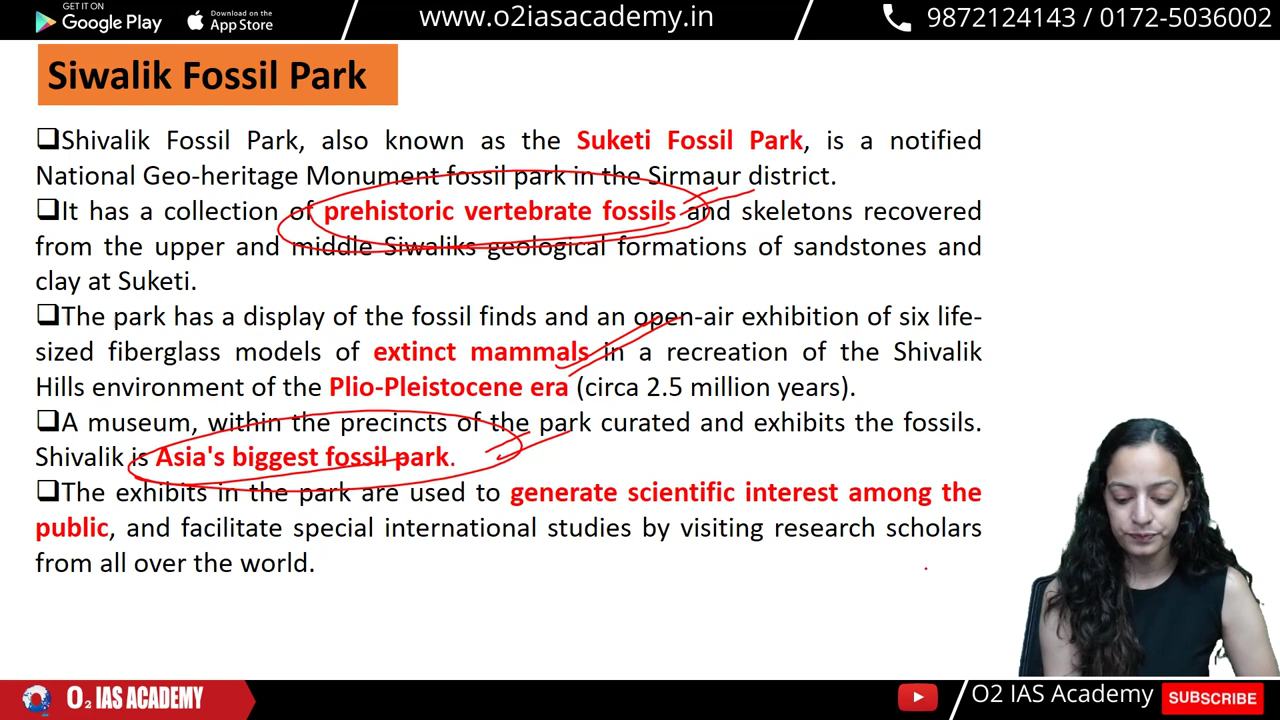 GET IT ON
Google Play
Download on the
App Store
www.o2iasacademy.in
9872124143 / 0172-5036002
Siwalik Fossil Park
❑Shivalik Fossil Park, also known as the Suketi Fossil Park, is a notified
National Geo-heritage Monument fossil park in the Sirmaur district.
❑It has a collection of prehistoric vertebrate fossils and skeletons recovered
from the upper and middle Siwaliks geological formations of sandstones and
clay at Suketi.
❑The park has a display of the fossil finds and an open-air exhibition of six life-
sized fiberglass models of extinct mammals in a recreation of the Shivalik
Hills environment of the Plio-Pleistocene era (circa 2.5 million years).
❑A museum, within the precincts of the park curated and exhibits the fossils.
Shivalik is Asia's biggest fossil park.
❑The exhibits in the park are used to generate scientific interest among the
public, and facilitate special international studies by visiting research scholars
from all over the world.
O₂ IAS ACADEMY
O2 IAS Academy
SUBSCRIBE